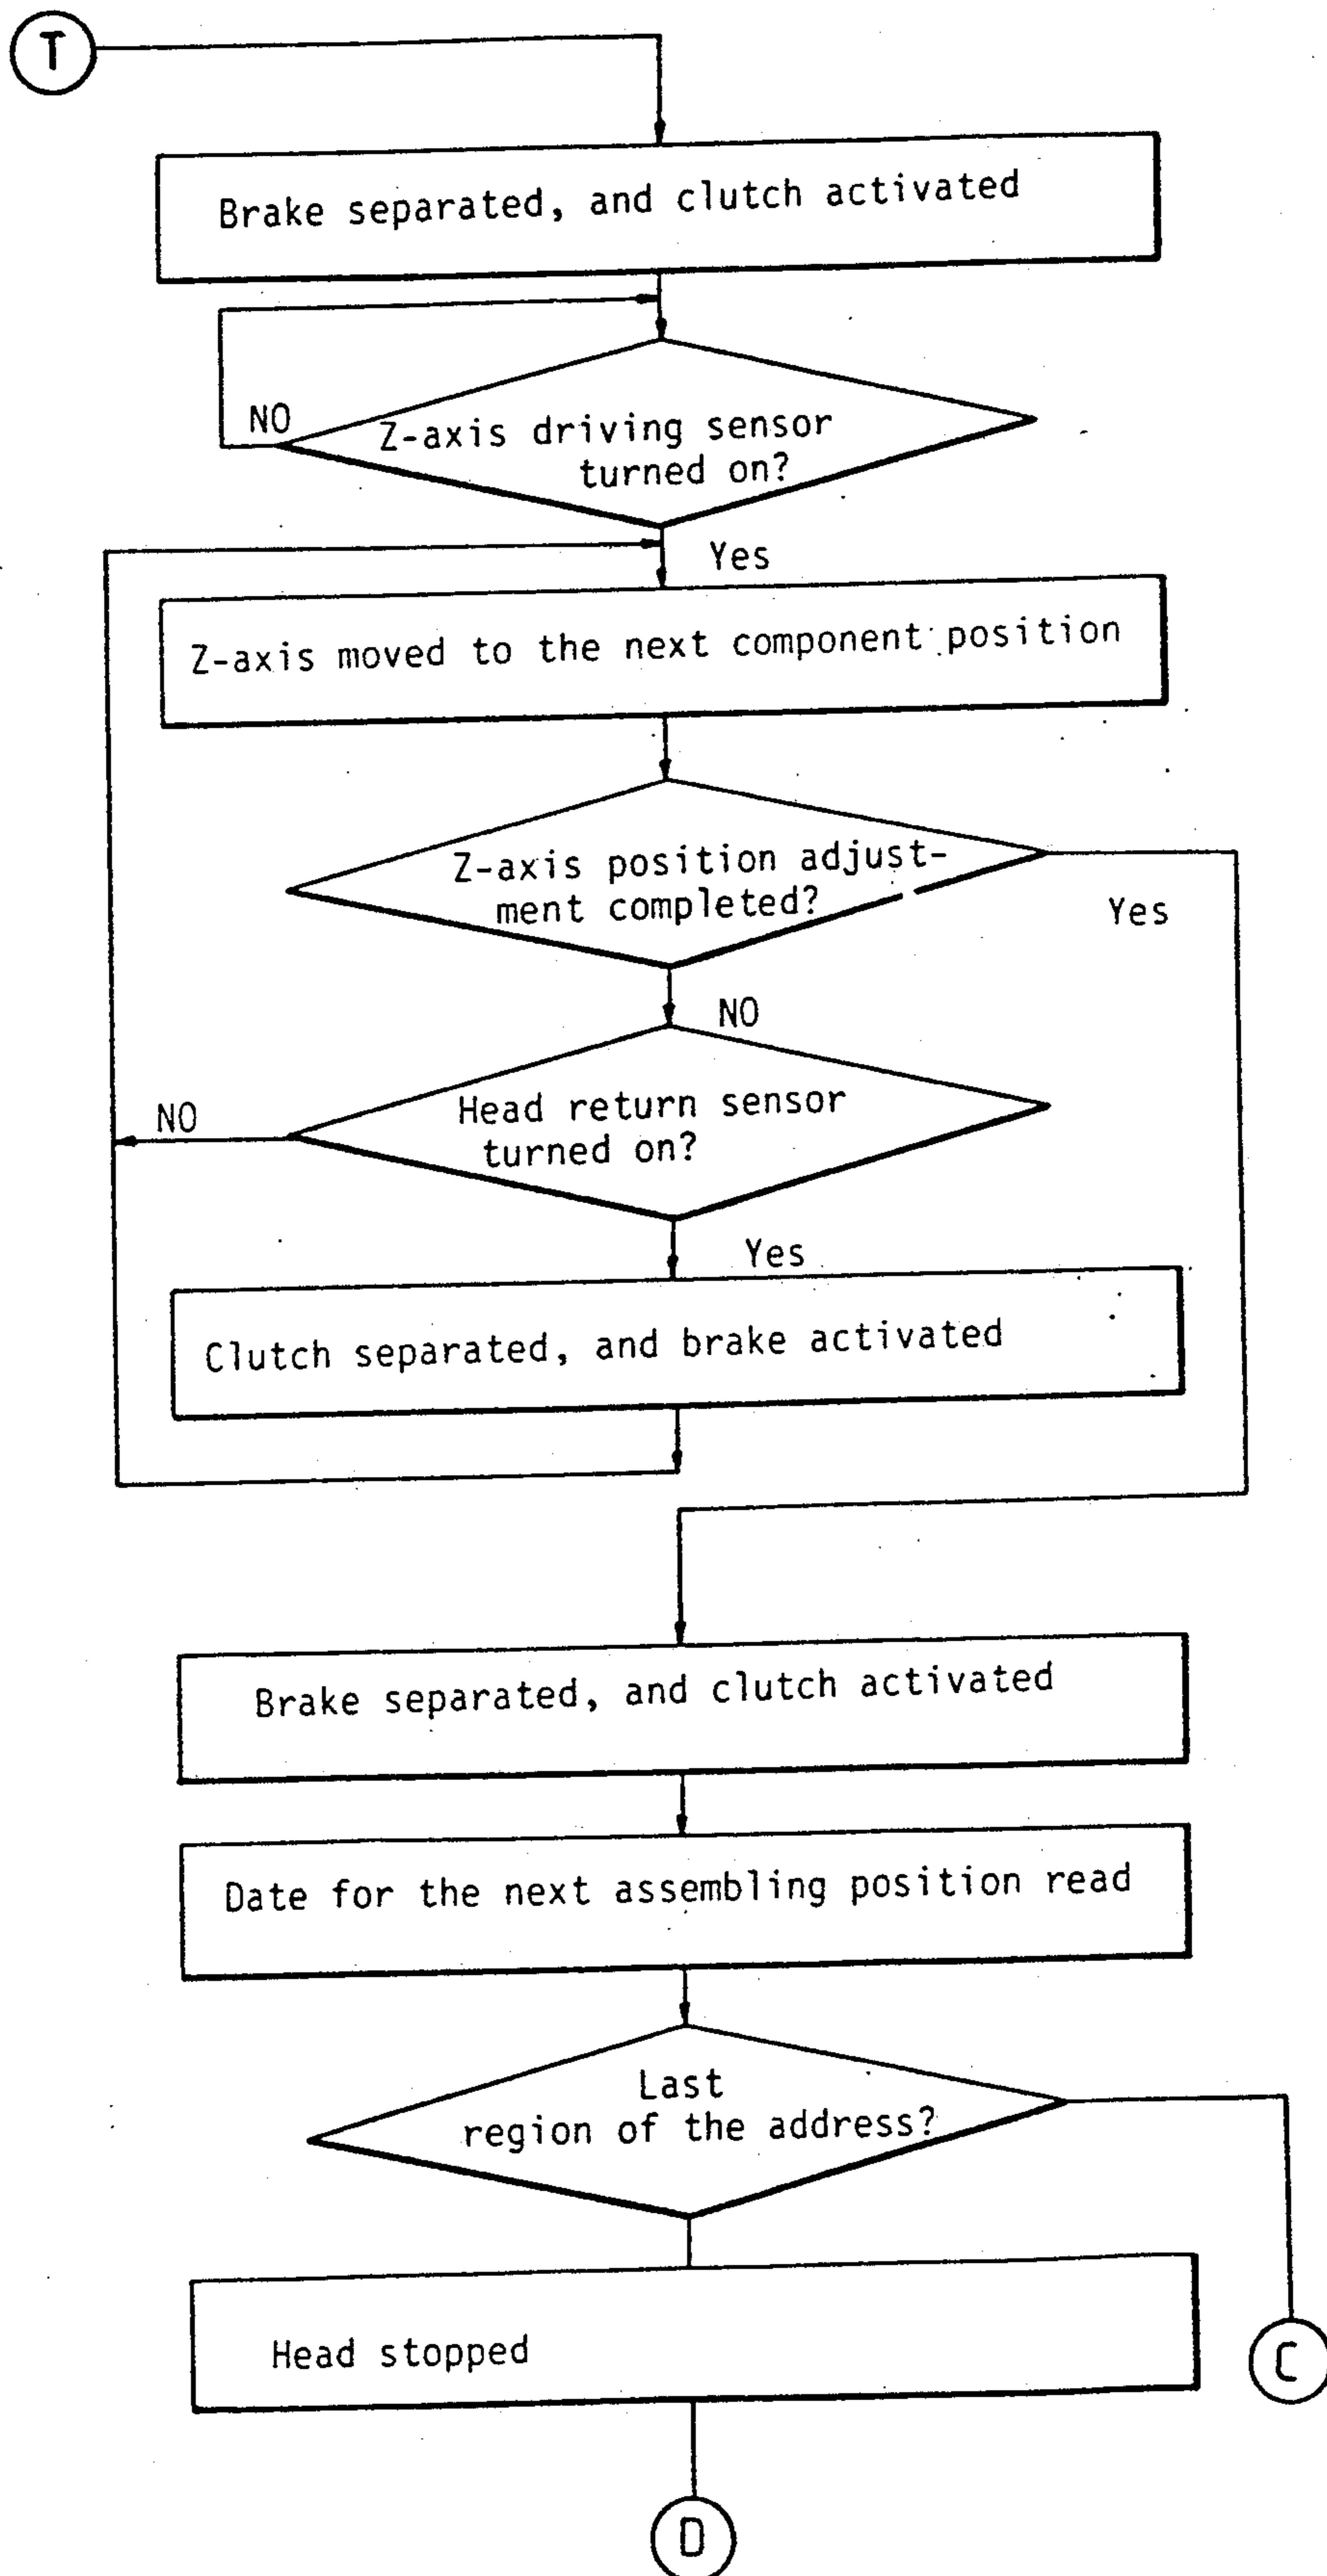 T
Brake separated, and clutch activated
NO
Z-axis driving sensor
turned on?
Yes
Z-axis moved to the next component position
Z-axis position adjust-
ment completed?
Yes
NO
Head return sensor
turned on?
NO
Yes
Clutch separated, and brake activated
Brake separated, and clutch activated
Date for the next assembling position read
Last
region of the address?
Head stopped
C
D